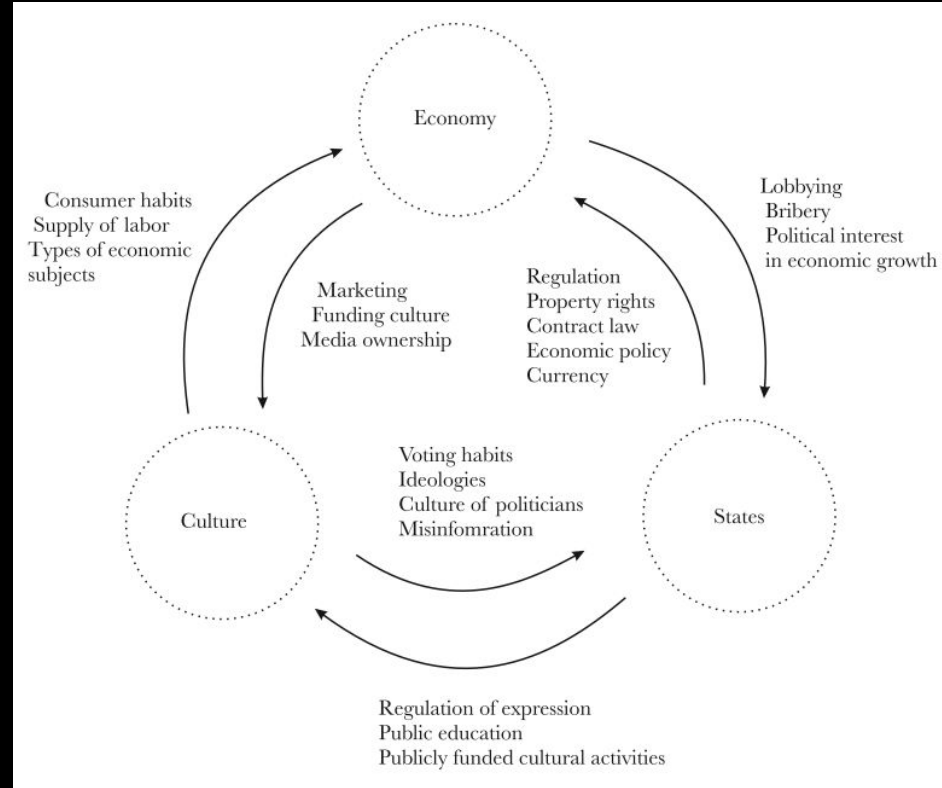 Economy
Consumer habits
Supply of labor
Types of economic
subjects
Lobbying
Bribery
Political interest
in economic growth
Marketing
Funding culture
Media ownership
Regulation
Property rights
Contract law
Economic policy
Currency
Culture
Voting habits
Ideologies
Culture of politicians
Misinfomration
States
Regulation of expression
Public education
Publicly funded cultural activities